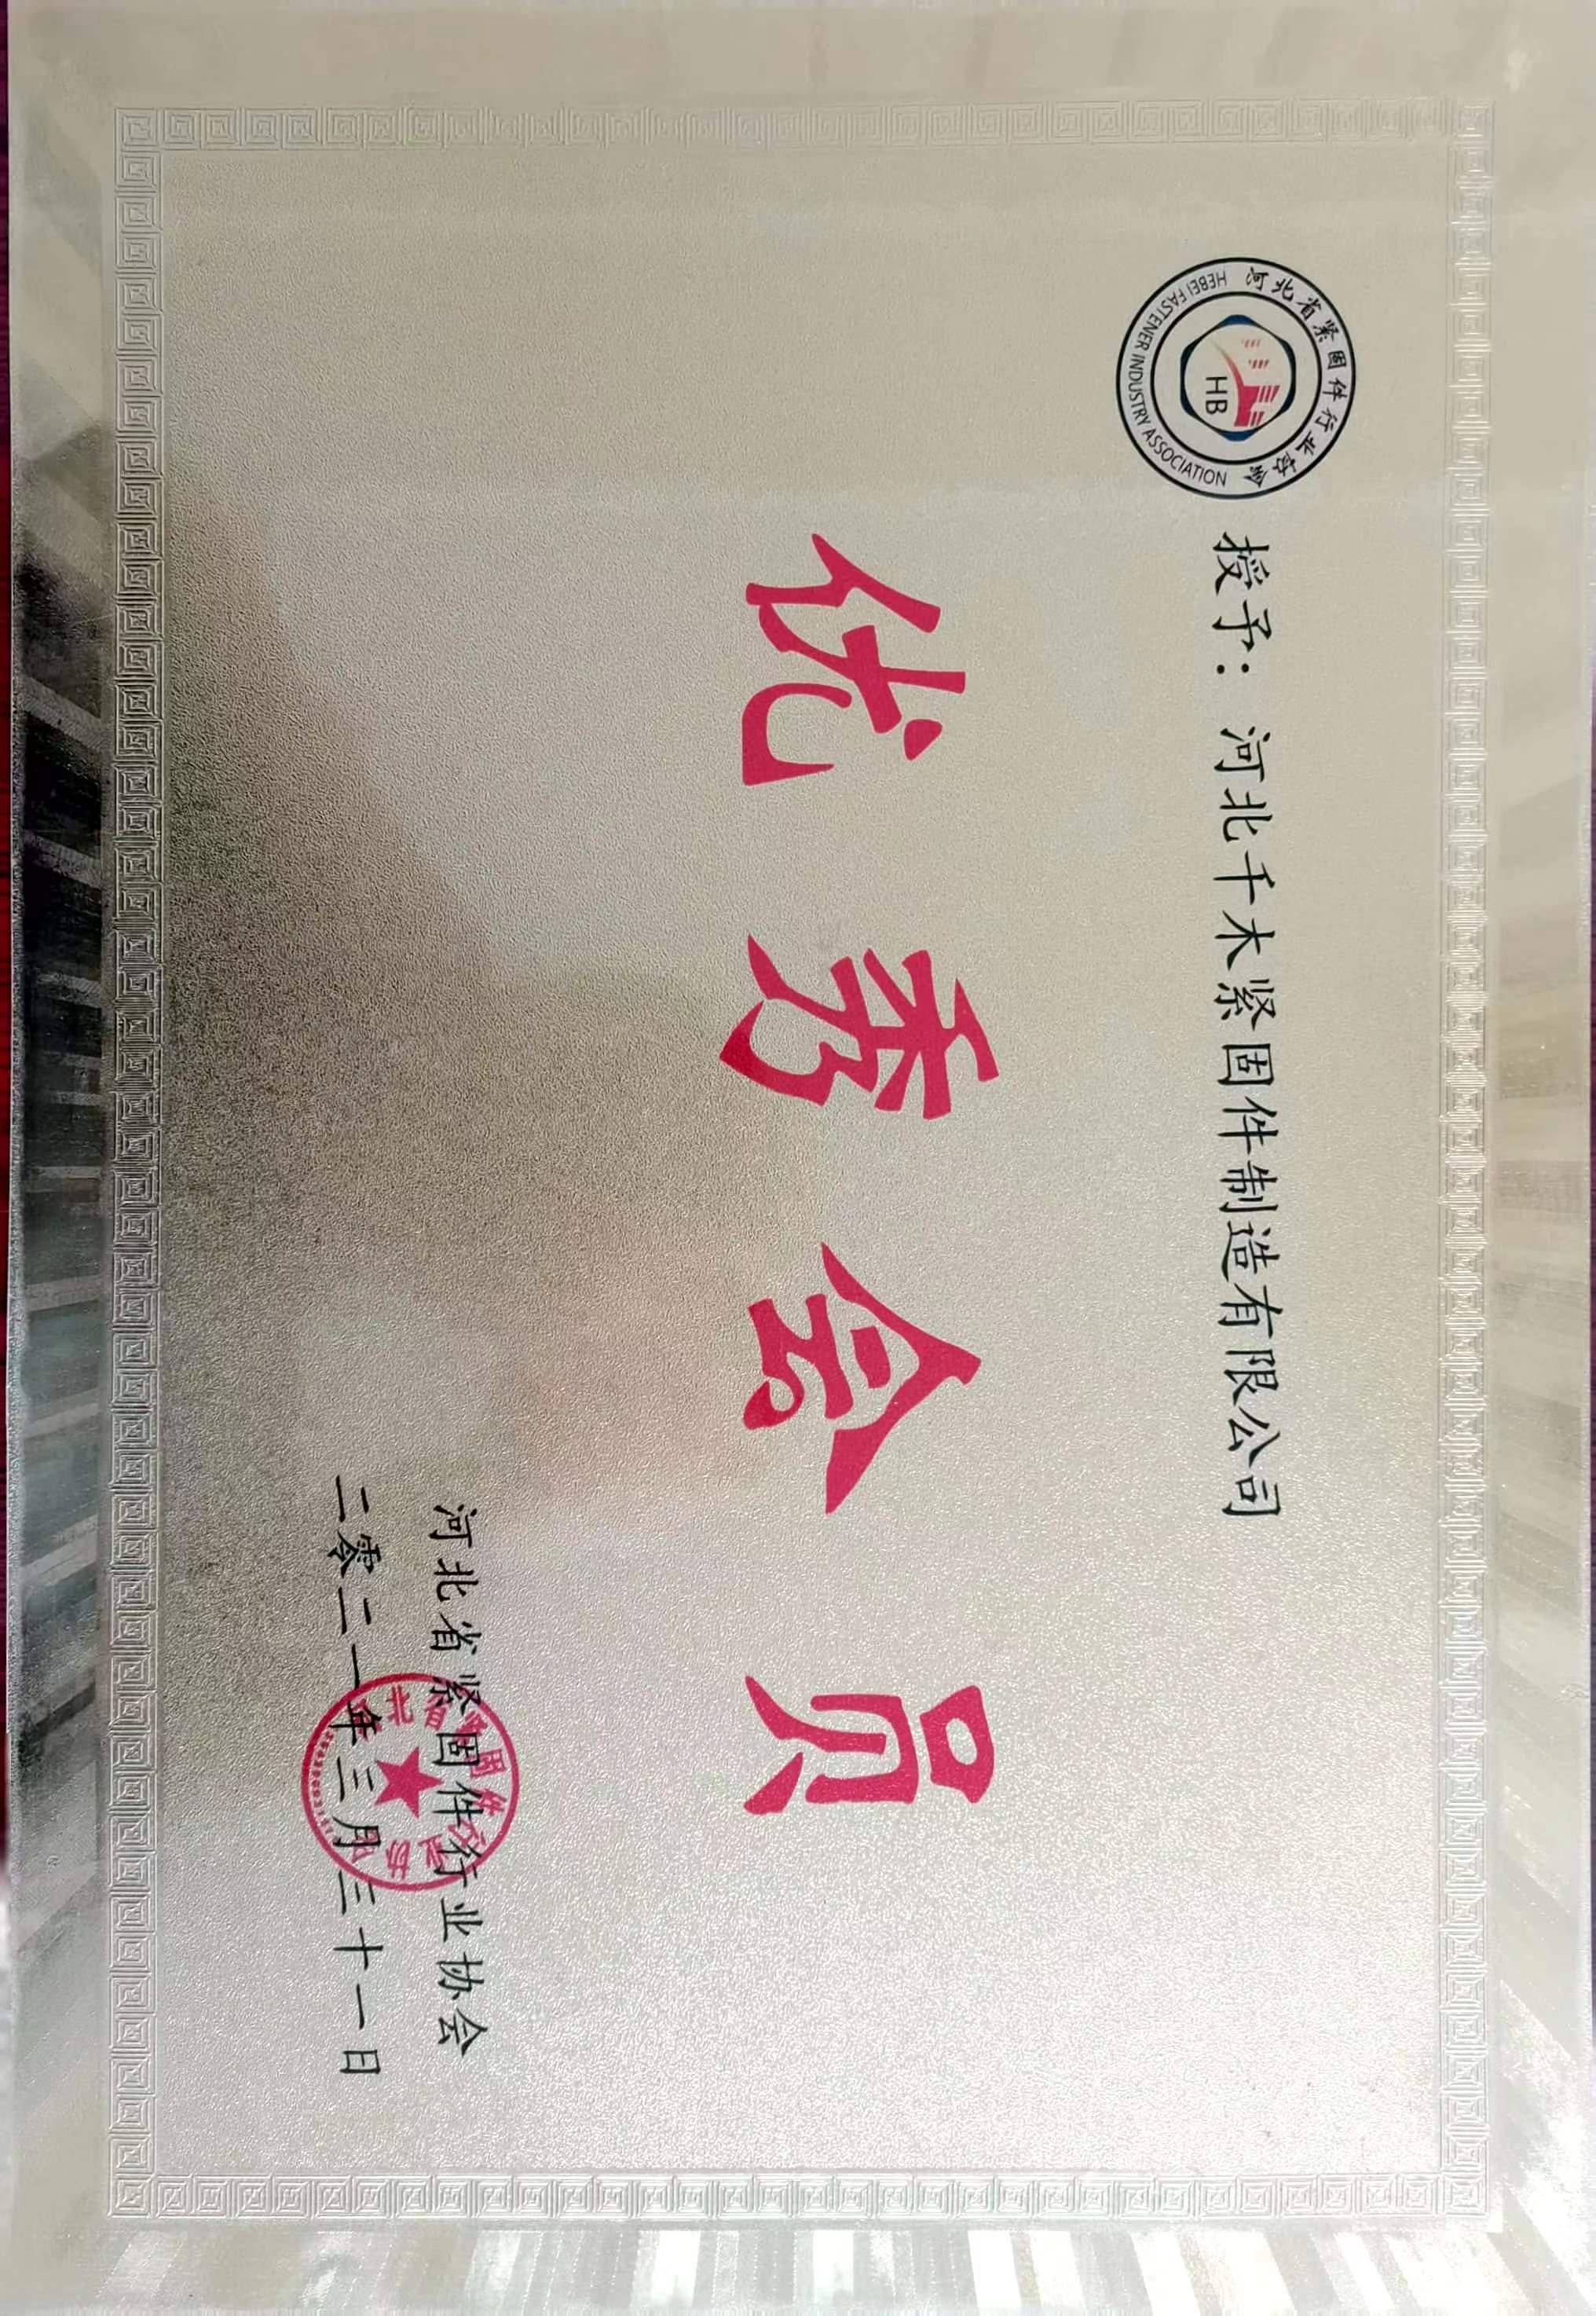 河北省紧固件行业协会
HEBEI FASTENER INDUSTRY ASSOCIATION
HB
授予：河北千木紧固件制造有限公司
优秀会员
河北省紧固件行业协会
二零二一年三月三十一日